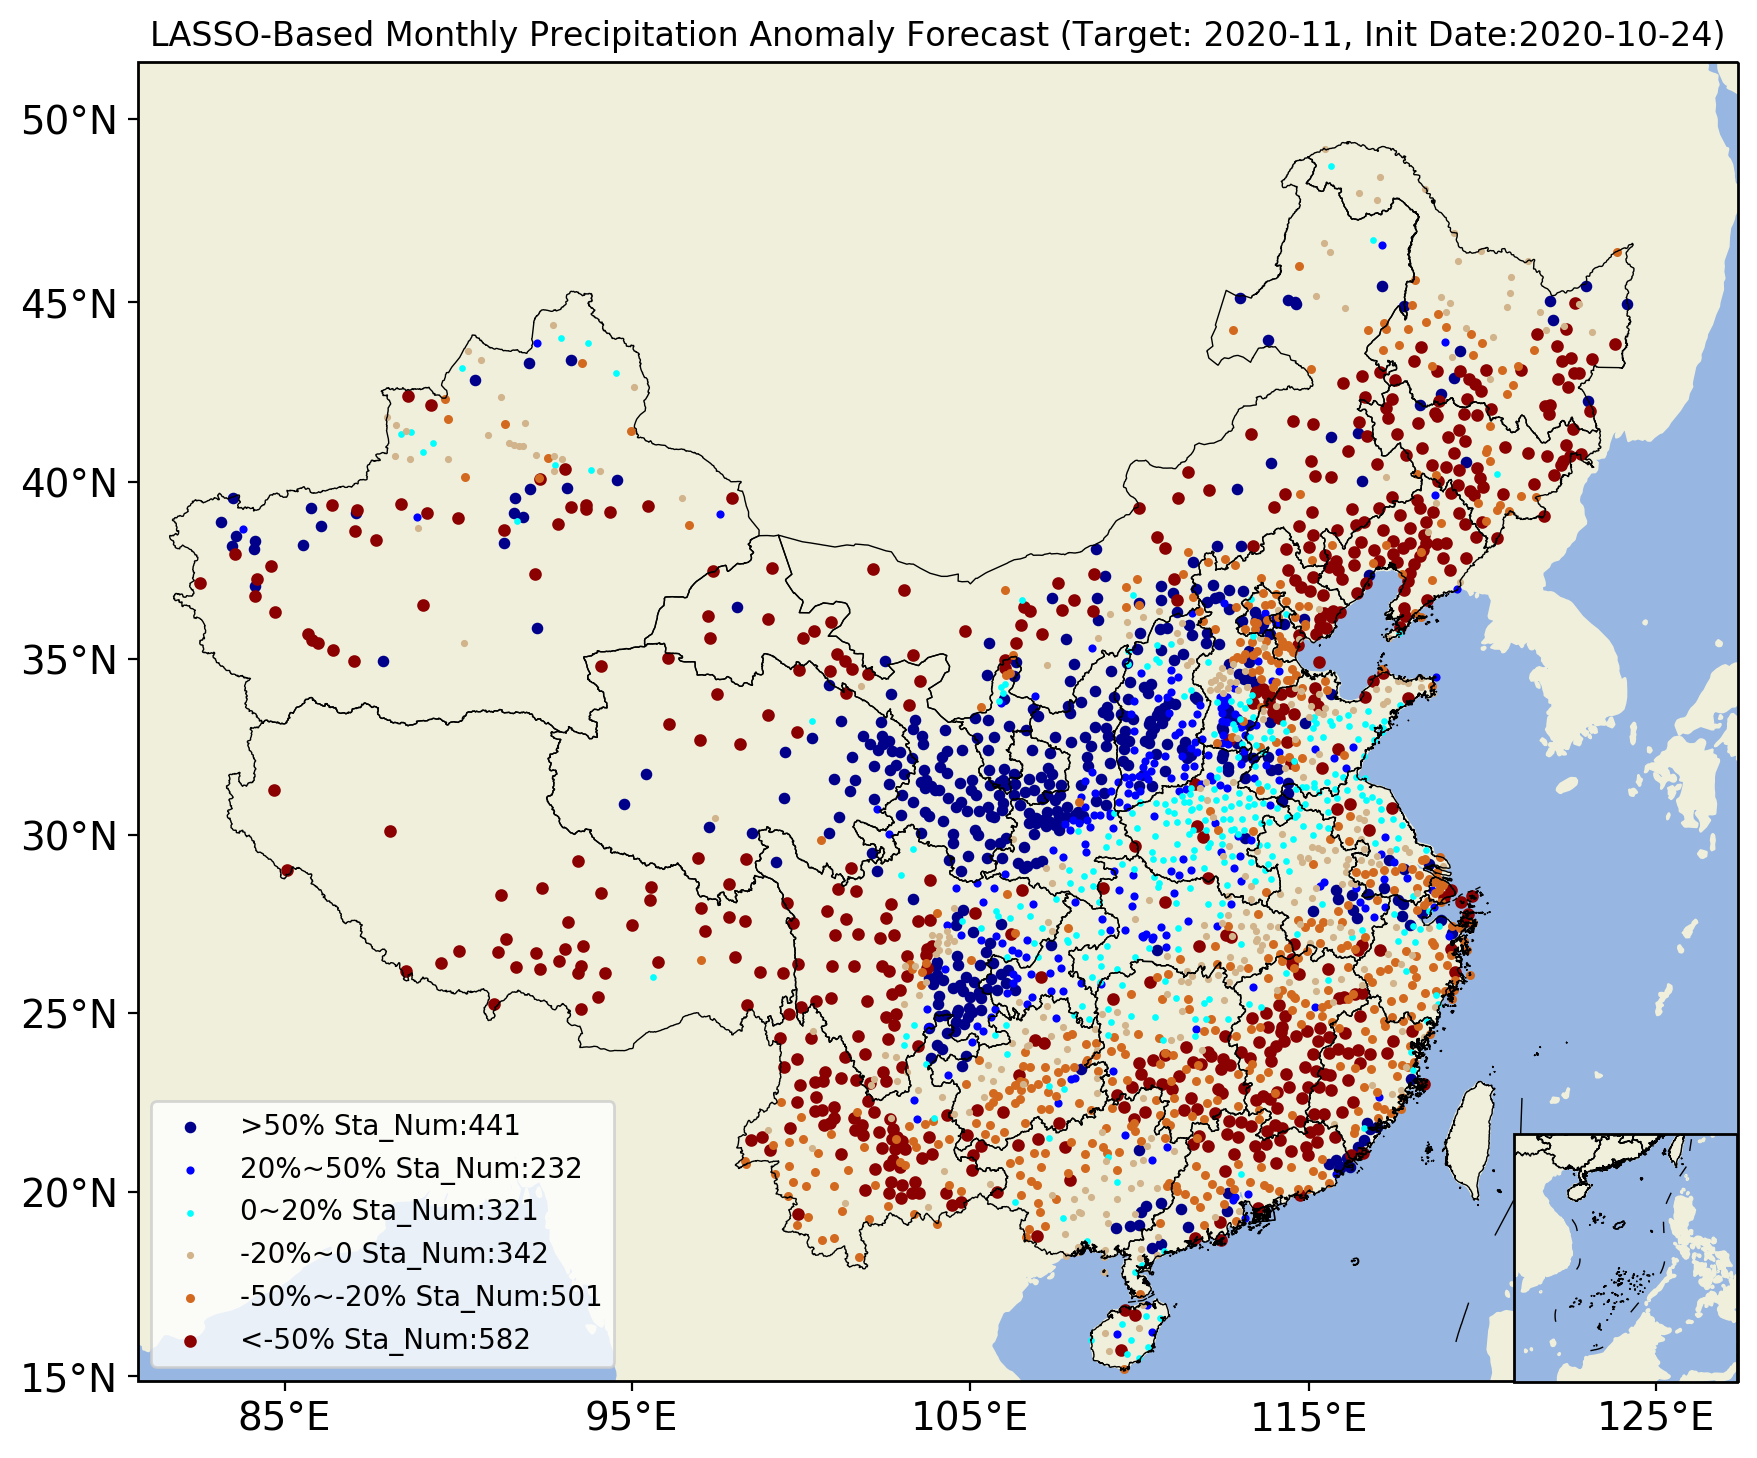 LASSO-Based Monthly Precipitation Anomaly Forecast (Target: 2020-11, Init Date:2020-10-24)
50°N
45°N
40°N
35°N
30°N
25°N
20°N
15°N
>50% Sta_Num:441
20%~50% Sta_Num:232
0~20% Sta_Num:321
-20%~0 Sta_Num:342
-50%~-20% Sta_Num:501
<-50% Sta_Num:582
85°E
95°E
105°E
115°E
125°E